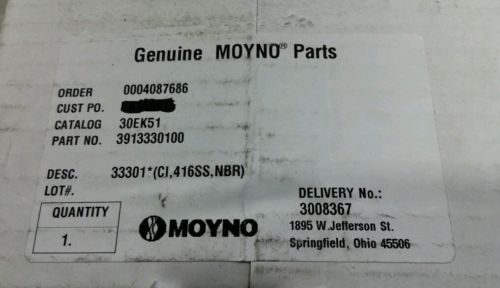 Genuine MOYNO® Parts
ORDER 0004087686
CUST PO.
CATALOG 30EK51
PART NO. 3913330100
DESC. 33301*(CI,416SS,NBR)
LOT#.
DELIVERY No.:
3008367
QUANTITY
1.
MOYNO
1895 W.Jefferson St.
Springfield, Ohio 45506